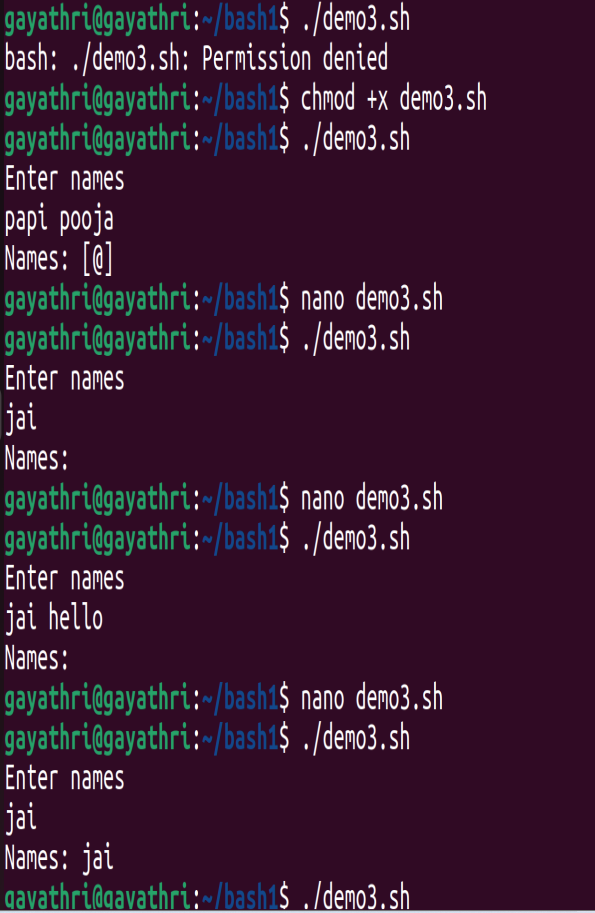 gayathri@gayathri:~/bash1$ ./demo3.sh
bash: ./demo3.sh: Permission denied
gayathri@gayathri:~/bash1$ chmod +x demo3.sh
gayathri@gayathri:~/bash1$ ./demo3.sh
Enter names
papi pooja
Names: [@]
gayathri@gayathri:~/bash1$ nano demo3.sh
gayathri@gayathri:~/bash1$ ./demo3.sh
Enter names
jai
Names:
gayathri@gayathri:~/bash1$ nano demo3.sh
gayathri@gayathri:~/bash1$ ./demo3.sh
Enter names
jai hello
Names:
gayathri@gayathri:~/bash1$ nano demo3.sh
gayathri@gayathri:~/bash1$ ./demo3.sh
Enter names
jai
Names: jai
gayathri@gayathri:~/bash1$ ./demo3.sh